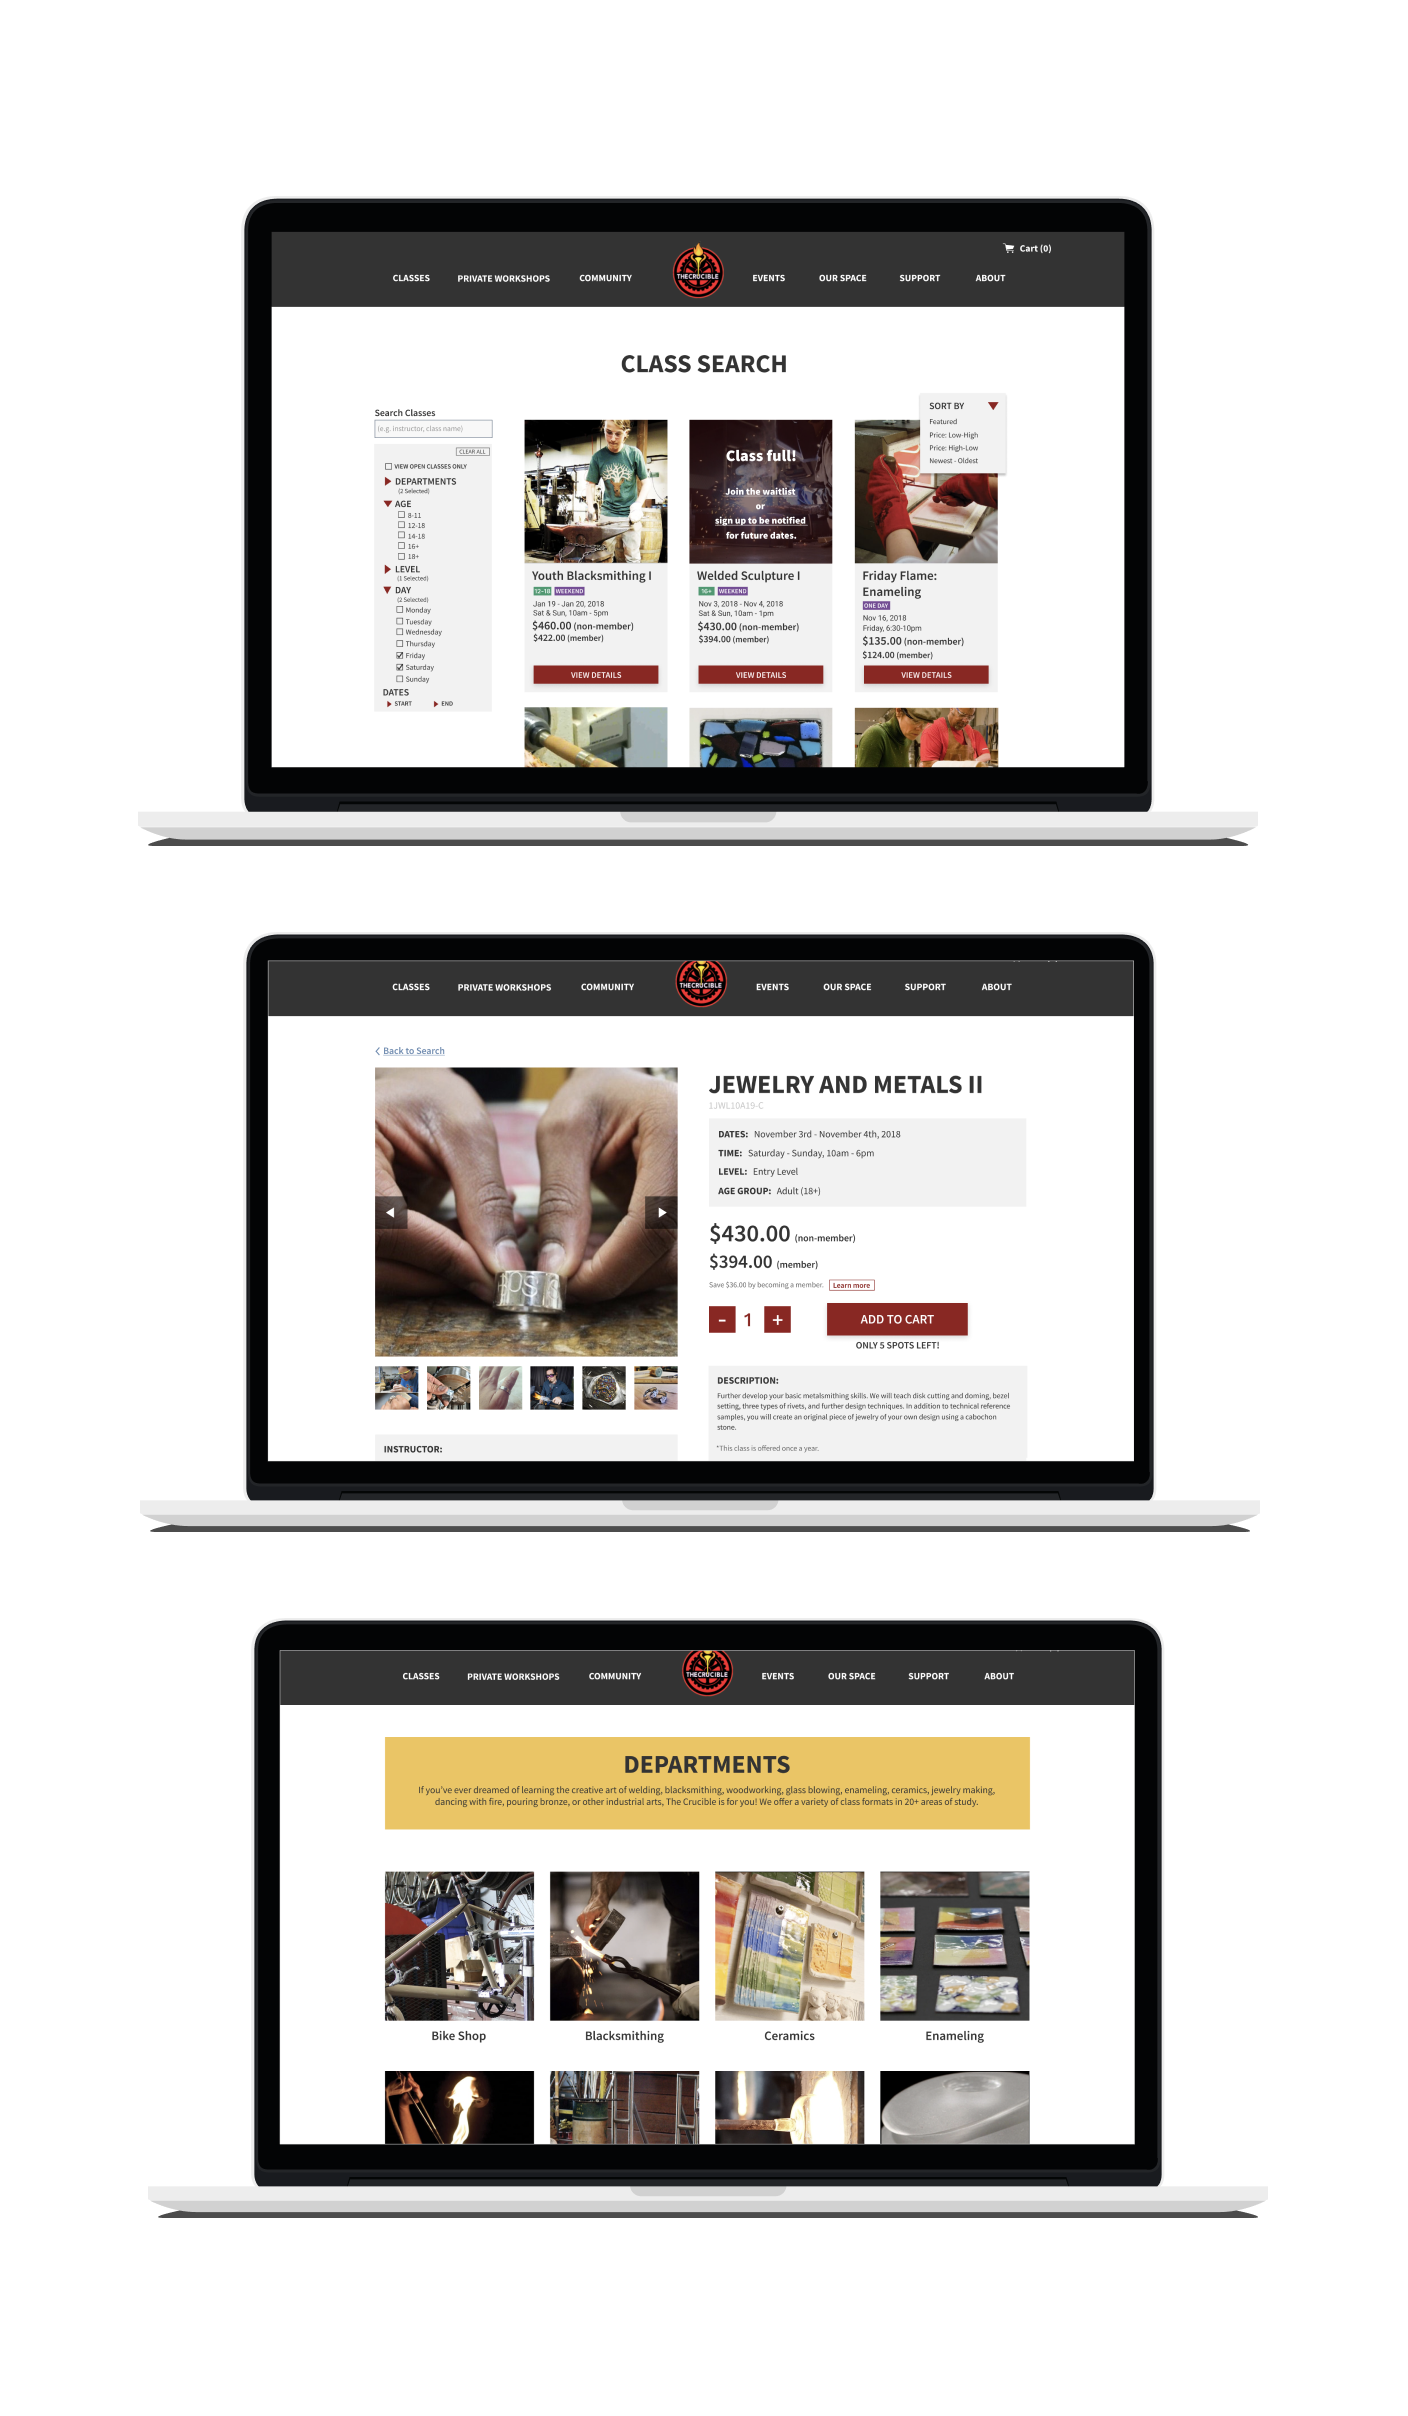 Cart (0)
CLASSES PRIVATE WORKSHOPS COMMUNITY THECRUCIBLE EVENTS OUR SPACE SUPPORT ABOUT
CLASS SEARCH
Search Classes
(e.g. instructor, class name)
CLEAR ALL
VIEW OPEN CLASSES ONLY
DEPARTMENTS
(2 Selected)
AGE
8-11
12-18
14-18
16+
18+
LEVEL
(1 Selected)
DAY
(2 Selected)
Monday
Tuesday
Wednesday
Thursday
Friday
Saturday
Sunday
DATES
START END
SORT BY
Featured
Price: Low-High
Price: High-Low
Newest - Oldest
Youth Blacksmithing I
12-18 WEEKEND
Jan 19 - Jan 20, 2018
Sat & Sun, 10am - 5pm
$460.00 (non-member)
$422.00 (member)
VIEW DETAILS
Class full!
Join the waitlist
or
sign up to be notified
for future dates.
Welded Sculpture I
16+ WEEKEND
Nov 3, 2018 - Nov 4, 2018
Sat & Sun, 10am - 1pm
$430.00 (non-member)
$394.00 (member)
VIEW DETAILS
Friday Flame:
Enameling
ONE DAY
Nov 16, 2018
Friday, 6:30-10pm
$135.00 (non-member)
$124.00 (member)
VIEW DETAILS
CLASSES PRIVATE WORKSHOPS COMMUNITY THECRUCIBLE EVENTS OUR SPACE SUPPORT ABOUT
Back to Search
JEWELRY AND METALS II
1JWL10A19-C
DATES: November 3rd - November 4th, 2018
TIME: Saturday - Sunday, 10am - 6pm
LEVEL: Entry Level
AGE GROUP: Adult (18+)
$430.00 (non-member)
$394.00 (member)
Save $36.00 by becoming a member. Learn more
- 1 + ADD TO CART
ONLY 5 SPOTS LEFT!
DESCRIPTION:
Further develop your basic metalsmithing skills. We will teach disk cutting and doming, bezel
setting, three types of rivets, and further design techniques. In addition to technical reference
samples, you will create an original piece of jewelry of your own design using a cabochon
stone.
*This class is offered once a year.
INSTRUCTOR:
CLASSES PRIVATE WORKSHOPS COMMUNITY THECRUCIBLE EVENTS OUR SPACE SUPPORT ABOUT
DEPARTMENTS
If you've ever dreamed of learning the creative art of welding, blacksmithing, woodworking, glass blowing, enameling, ceramics, jewelry making,
dancing with fire, pouring bronze, or other industrial arts, The Crucible is for you! We offer a variety of class formats in 20+ areas of study.
Bike Shop Blacksmithing Ceramics Enameling